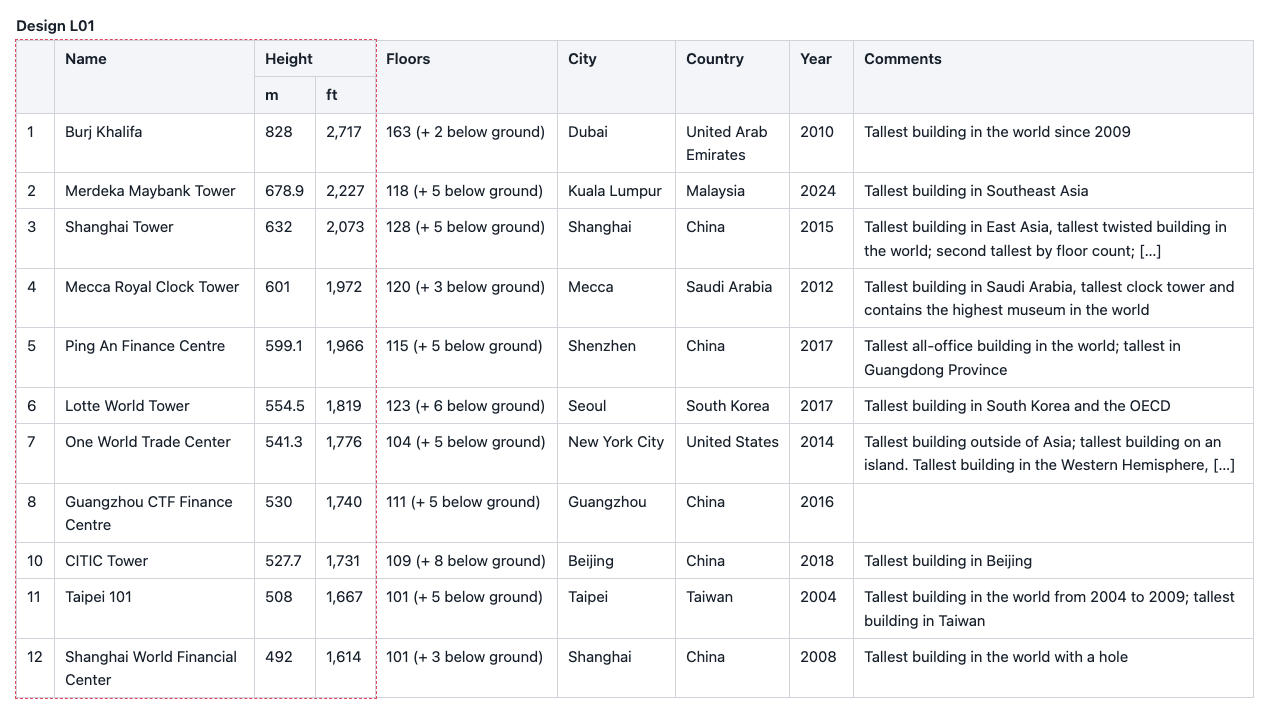 Design L01
Name Height Floors City Country Year Comments
m ft
1 Burj Khalifa 828 2,717 163 (+ 2 below ground) Dubai United Arab 2010 Tallest building in the world since 2009
Emirates
2 Merdeka Maybank Tower 678.9 2,227 118 (+ 5 below ground) Kuala Lumpur Malaysia 2024 Tallest building in Southeast Asia
3 Shanghai Tower 632 2,073 128 (+ 5 below ground) Shanghai China 2015 Tallest building in East Asia, tallest twisted building in
the world; second tallest by floor count; [...]
4 Mecca Royal Clock Tower 601 1,972 120 (+ 3 below ground) Mecca Saudi Arabia 2012 Tallest building in Saudi Arabia, tallest clock tower and
contains the highest museum in the world
5 Ping An Finance Centre 599.1 1,966 115 (+ 5 below ground) Shenzhen China 2017 Tallest all-office building in the world; tallest in
Guangdong Province
6 Lotte World Tower 554.5 1,819 123 (+ 6 below ground) Seoul South Korea 2017 Tallest building in South Korea and the OECD
7 One World Trade Center 541.3 1,776 104 (+ 5 below ground) New York City United States 2014 Tallest building outside of Asia; tallest building on an
island. Tallest building in the Western Hemisphere, [...]
8 Guangzhou CTF Finance 530 1,740 111 (+ 5 below ground) Guangzhou China 2016
Centre
10 CITIC Tower 527.7 1,731 109 (+ 8 below ground) Beijing China 2018 Tallest building in Beijing
11 Taipei 101 508 1,667 101 (+ 5 below ground) Taipei Taiwan 2004 Tallest building in the world from 2004 to 2009; tallest
building in Taiwan
12 Shanghai World Financial 492 1,614 101 (+ 3 below ground) Shanghai China 2008 Tallest building in the world with a hole
Center